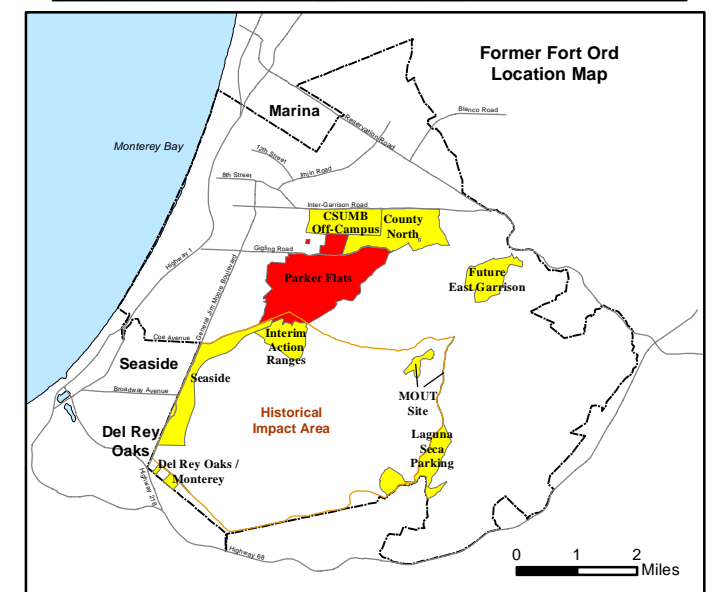 Former Fort Ord
Location Map
Marina
Blanco Road
Reservation Road
Monterey Bay
12th Street
Imjin Road
8th Street
Inter-Garrison Road
CSUMB
Off-Campus
County
North
Gigling Road
Highway 1
General Jim Moore Boulevard
Parker Flats
Future
East Garrison
Coe Avenue
Interim
Action
Ranges
Seaside
Seaside
Broadway Avenue
MOUT
Site
Historical
Impact Area
Del Rey
Oaks
Laguna
Seca
Parking
Del Rey Oaks /
Monterey
Highway 218
Highway 68
0 1 2
Miles